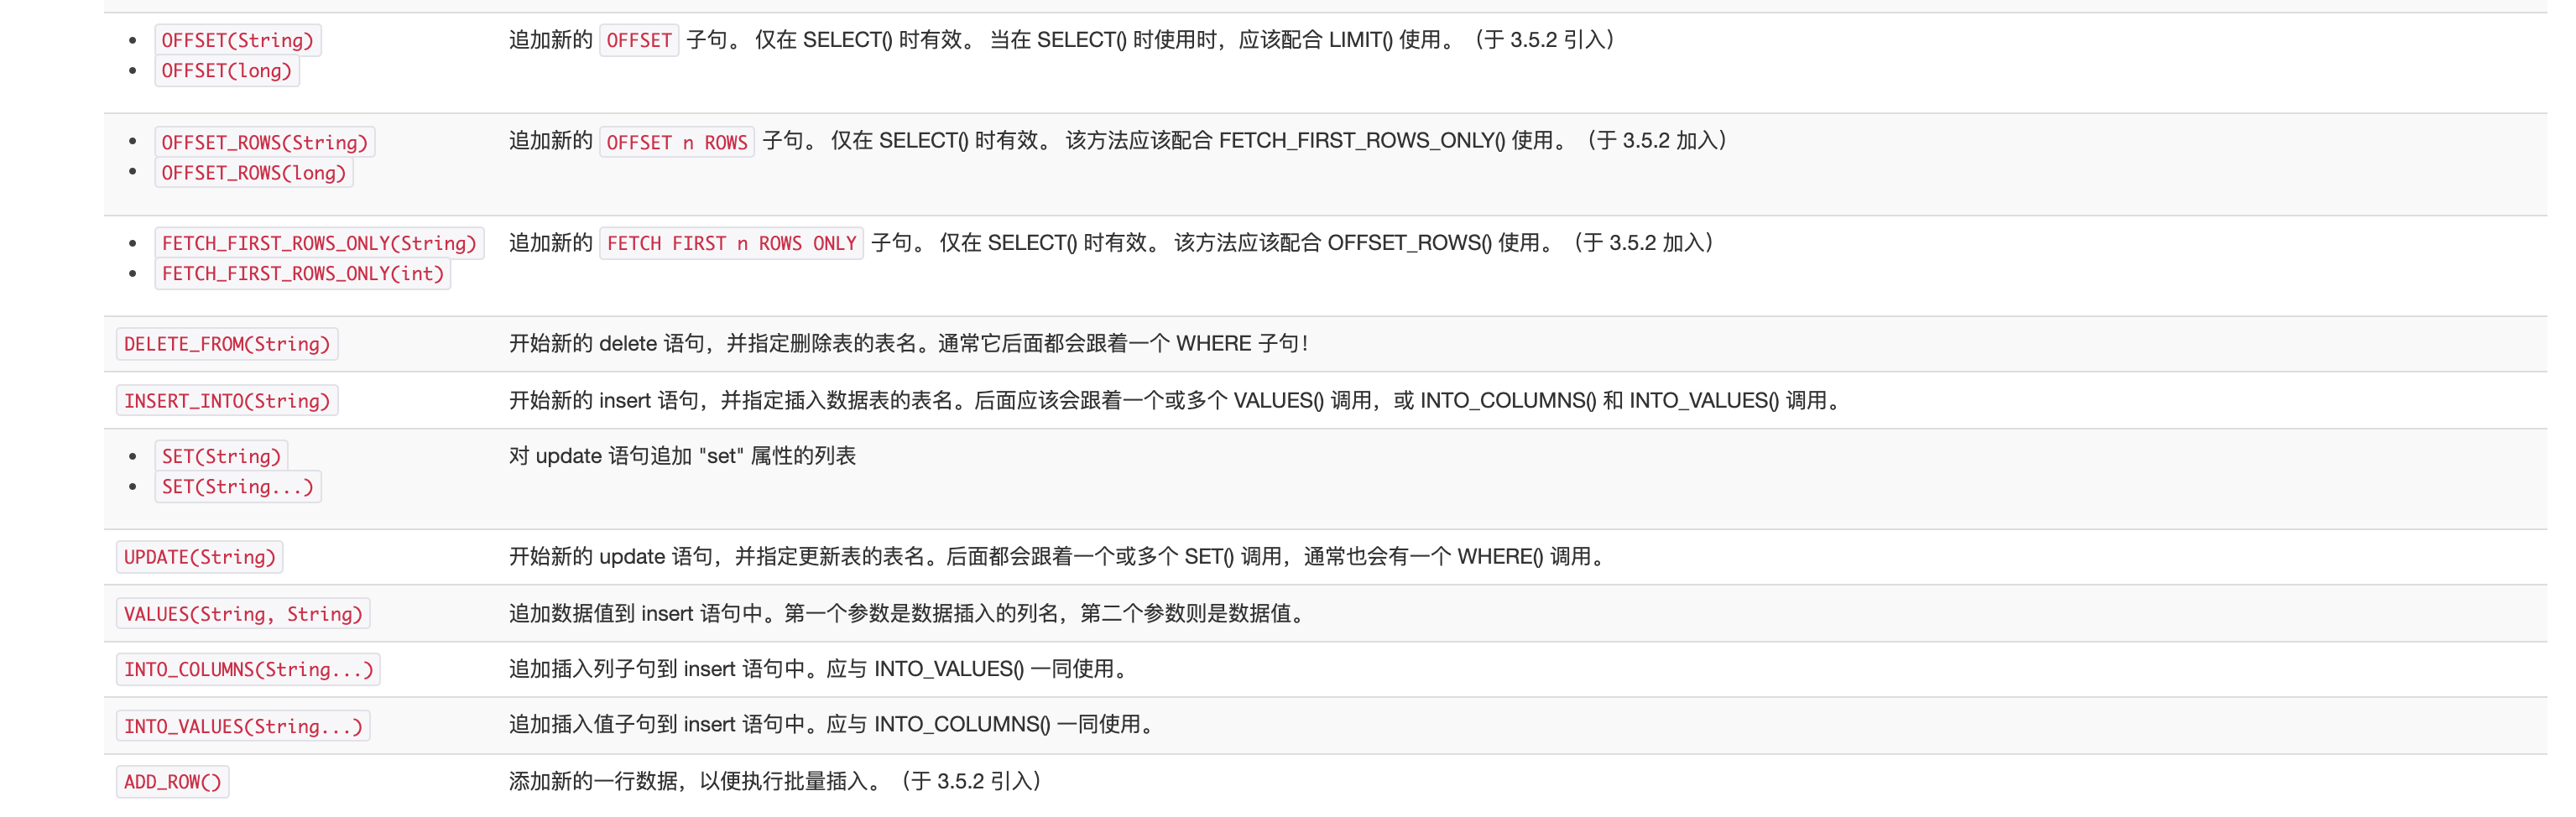 OFFSET(String) 追加新的 OFFSET 子句。 仅在 SELECT() 时有效。 当在 SELECT() 时使用时，应该配合 LIMIT() 使用。（于 3.5.2 引入）
OFFSET(long)
OFFSET_ROWS(String) 追加新的 OFFSET n ROWS 子句。 仅在 SELECT() 时有效。 该方法应该配合 FETCH_FIRST_ROWS_ONLY() 使用。（于 3.5.2 加入）
OFFSET_ROWS(long)
FETCH_FIRST_ROWS_ONLY(String) 追加新的 FETCH FIRST n ROWS ONLY 子句。 仅在 SELECT() 时有效。 该方法应该配合 OFFSET_ROWS() 使用。（于 3.5.2 加入）
FETCH_FIRST_ROWS_ONLY(int)
DELETE_FROM(String) 开始新的 delete 语句，并指定删除表的表名。通常它后面都会跟着一个 WHERE 子句！
INSERT_INTO(String) 开始新的 insert 语句，并指定插入数据表的表名。后面应该会跟着一个或多个 VALUES() 调用，或 INTO_COLUMNS() 和 INTO_VALUES() 调用。
SET(String) 对 update 语句追加 "set" 属性的列表
SET(String...)
UPDATE(String) 开始新的 update 语句，并指定更新表的表名。后面都会跟着一个或多个 SET() 调用，通常也会有一个 WHERE() 调用。
VALUES(String, String) 追加数据值到 insert 语句中。第一个参数是数据插入的列名，第二个参数则是数据值。
INTO_COLUMNS(String...) 追加插入列子句到 insert 语句中。应与 INTO_VALUES() 一同使用。
INTO_VALUES(String...) 追加插入值子句到 insert 语句中。应与 INTO_COLUMNS() 一同使用。
ADD_ROW() 添加新的一行数据，以便执行批量插入。（于 3.5.2 引入）